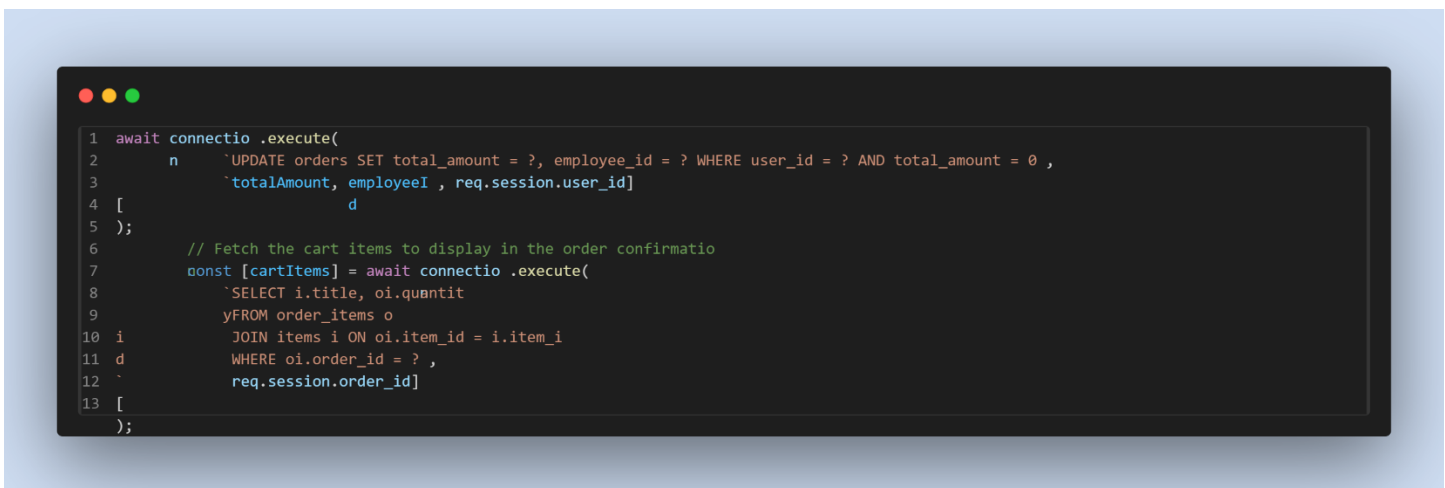 1 await connectio .execute(
2 n `UPDATE orders SET total_amount = ?, employee_id = ? WHERE user_id = ? AND total_amount = 0 ,
3 `totalAmount, employeeI , req.session.user_id]
4 [ d
5 );
6 // Fetch the cart items to display in the order confirmatio
7 nonst [cartItems] = await connectio .execute(
8 `SELECT i.title, oi.quantit
9 yFROM order_items o
10 i JOIN items i ON oi.item_id = i.item_i
11 d WHERE oi.order_id = ? ,
12 ` req.session.order_id]
13 [
);